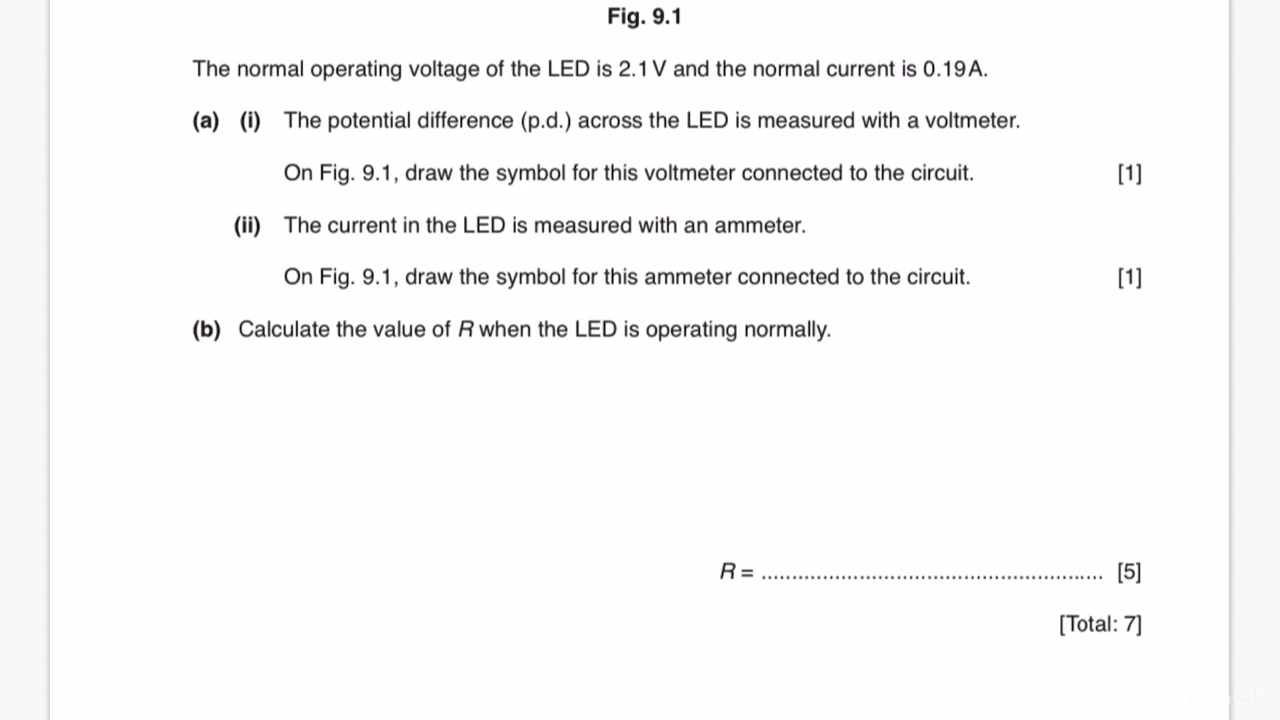 Fig. 9.1
The normal operating voltage of the LED is 2.1 V and the normal current is 0.19 A.
(a) (i) The potential difference (p.d.) across the LED is measured with a voltmeter.
On Fig. 9.1, draw the symbol for this voltmeter connected to the circuit. [1]
(ii) The current in the LED is measured with an ammeter.
On Fig. 9.1, draw the symbol for this ammeter connected to the circuit. [1]
(b) Calculate the value of R when the LED is operating normally.
R = ........................................................ [5]
[Total: 7]